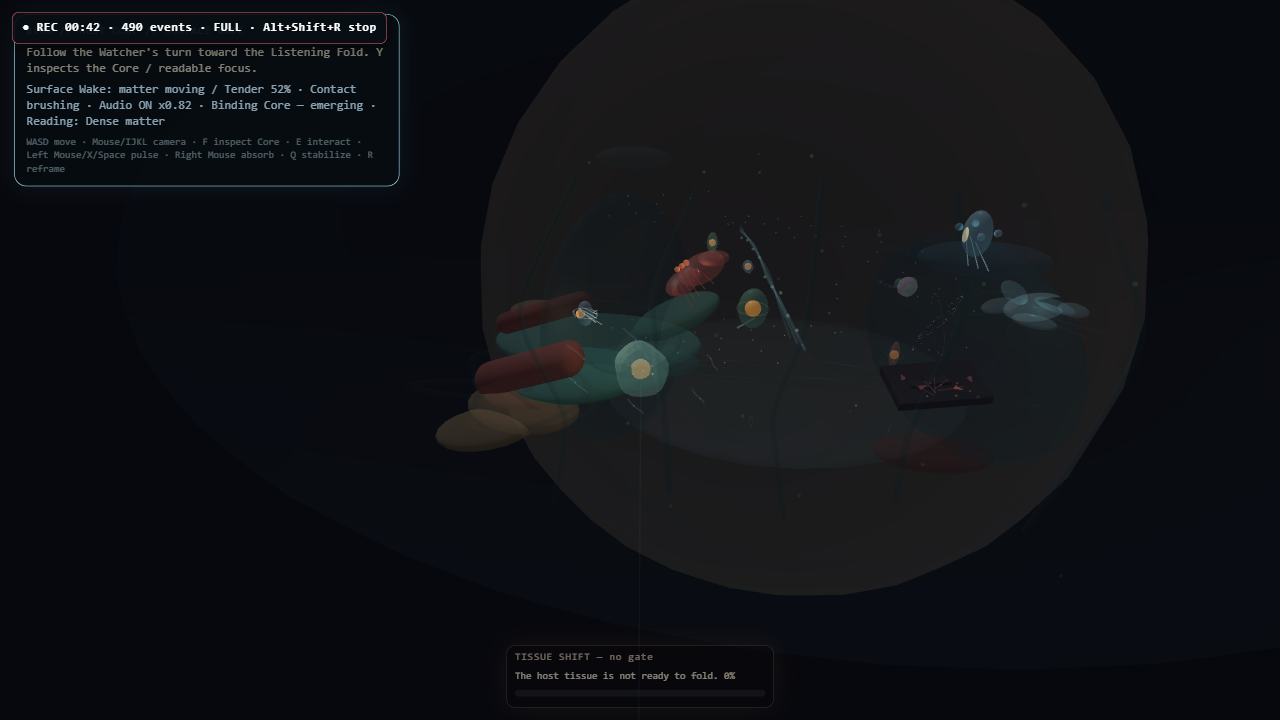 ● REC 00:42 · 490 events · FULL · Alt+Shift+R stop
Follow the Watcher's turn toward the Listening Fold. Y
inspects the Core / readable focus.
Surface Wake: matter moving / Tender 52% · Contact
brushing · Audio ON x0.82 · Binding Core — emerging ·
Reading: Dense matter
WASD move · Mouse/IJKL camera · F inspect Core · E interact ·
Left Mouse/X/Space pulse · Right Mouse absorb · Q stabilize · R
reframe
TISSUE SHIFT — no gate
The host tissue is not ready to fold. 0%